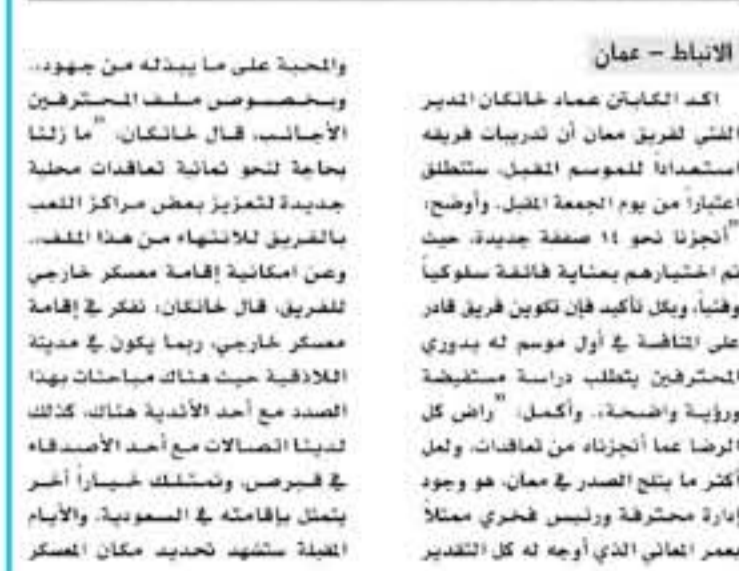 الانباط – عمان
اكد الكابتن عماد خانكان المدير
الفني لفريق معان أن تدريبات فريقه
استعداداً للموسم المقبل، ستنطلق
اعتباراً من يوم الجمعة المقبل. وأوضح:
"أنجزنا نحو ١٤ صفقة جديدة، حيث
تم اختيارهم بعناية فائقة سلوكياً
وفنياً، وبكل تأكيد فإن تكوين فريق قادر
على المنافسة في أول موسم له بدوري
المحترفين يتطلب دراسة مستفيضة
ورؤية واضحة،. وأكمل: "راض كل
الرضا عما أنجزناه من تعاقدات، ولعل
أكثر ما يثلج الصدر في معان، هو وجود
إدارة محترفة ورئيس فخري ممثلاً
بعمر المعاني الذي أوجه له كل التقدير
والمحبة على ما يبذله من جهود،.
وبخصوص ملف المحترفين
الأجانب، قال خانكان، "ما زلنا
بحاجة لنحو ثمانية تعاقدات محلية
جديدة لتعزيز بعض مراكز اللعب
بالفريق للانتهاء من هذا الملف،.
وعن امكانية إقامة معسكر خارجي
للفريق، قال خانكان: نفكر في إقامة
معسكر خارجي، ربما يكون في مدينة
اللاذقية حيث هناك مباحثات بهذا
الصدد مع أحد الأندية هناك، كذلك
لدينا اتصالات مع أحد الأصدقاء
في قبرص، ونمتلك خياراً أخر
يتمثل بإقامته في السعودية. والأيام
المقبلة ستشهد تحديد مكان المعسكر